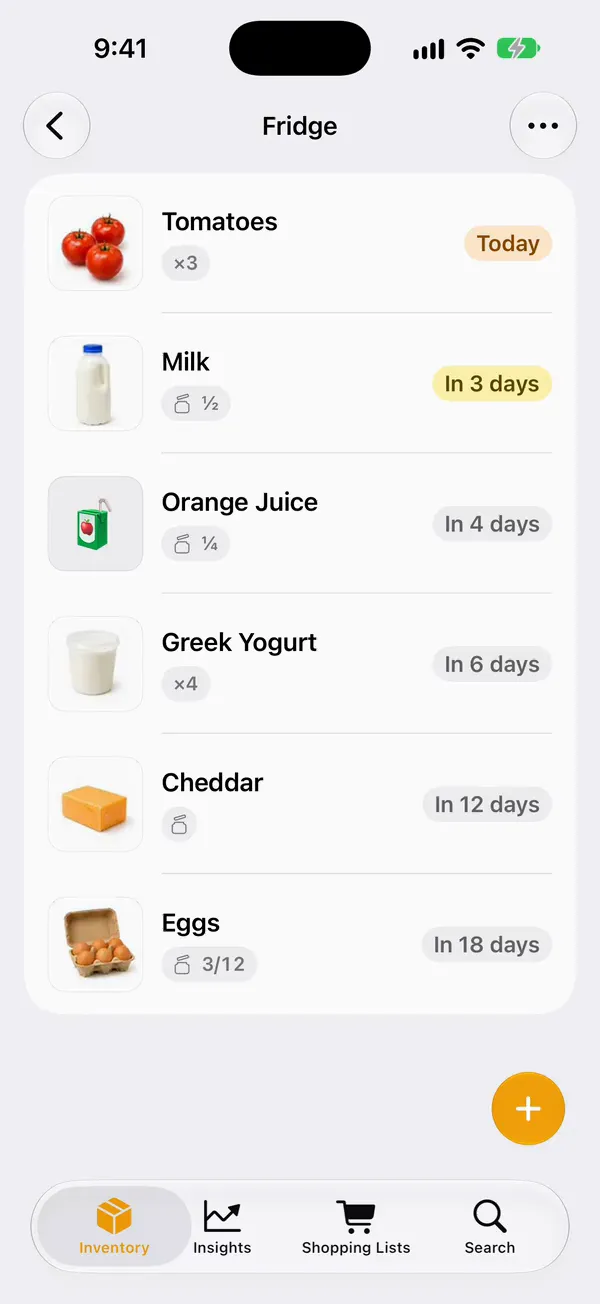 9:41
Fridge
Tomatoes
×3
Today
Milk
½
In 3 days
Orange Juice
¼
In 4 days
Greek Yogurt
×4
In 6 days
Cheddar
In 12 days
Eggs
3/12
In 18 days
Inventory
Insights
Shopping Lists
Search